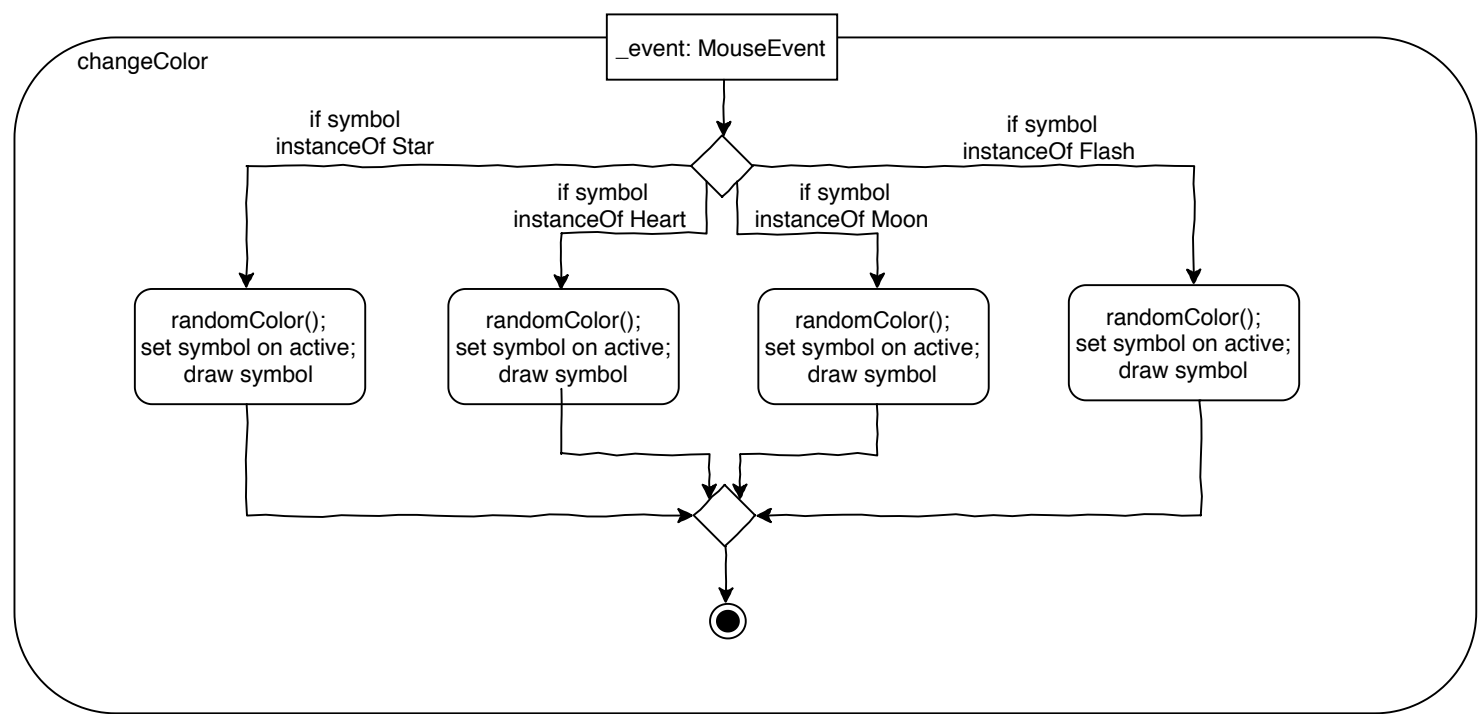 _event: MouseEvent
changeColor
if symbol
instanceOf Star
if symbol
instanceOf Flash
if symbol
instanceOf Heart
if symbol
instanceOf Moon
randomColor();
set symbol on active;
draw symbol
randomColor();
set symbol on active;
draw symbol
randomColor();
set symbol on active;
draw symbol
randomColor();
set symbol on active;
draw symbol